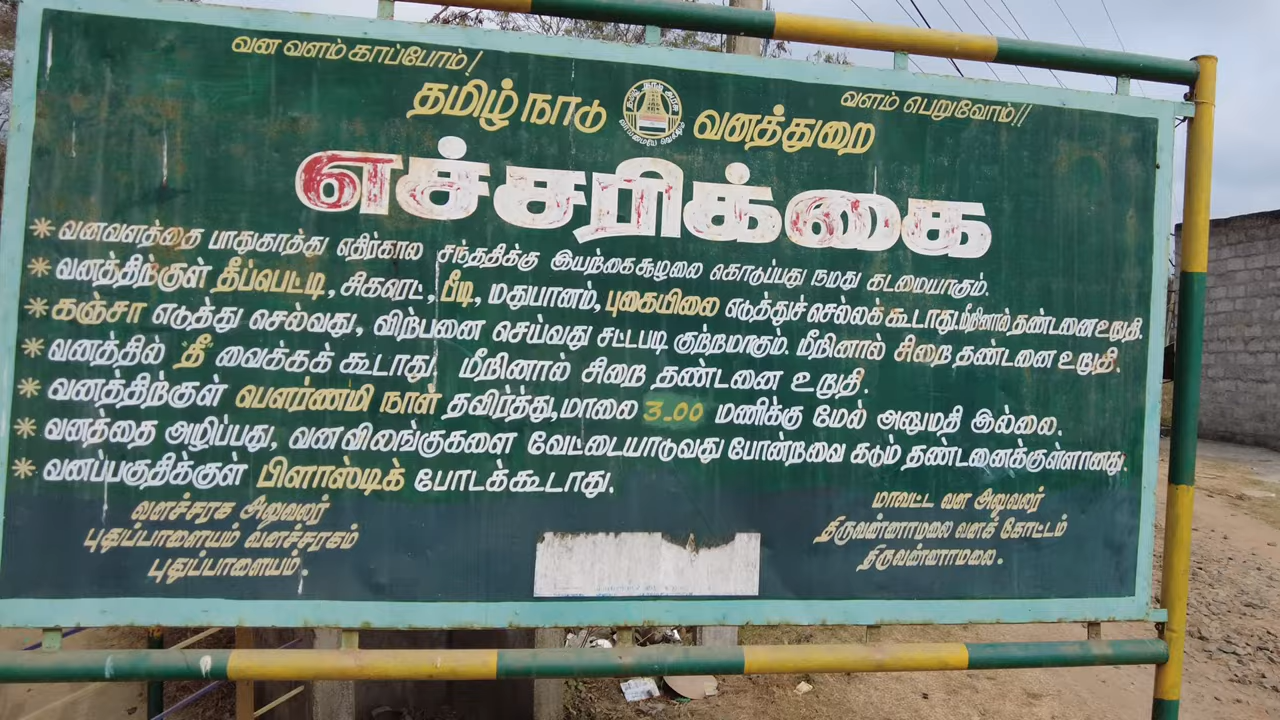 வன வளம் காப்போம்!
வளம் பெறுவோம்!!
தமிழ் நாடு வனத்துறை
எச்சரிக்கை
✳ வனவளத்தை பாதுகாத்து எதிர்கால சந்ததிக்கு இயற்கைசூழலை கொடுப்பது நமது கடமையாகும்.
✳ வனத்திற்குள் தீப்பெட்டி, சிகரெட், பீடி, மதுபானம், புகையிலை எடுத்துச் செல்லக் கூடாது. மீறினால் தண்டனை உறுதி.
✳ கஞ்சா எடுத்து செல்வது, விற்பனை செய்வது சட்டபடி குற்றமாகும். மீறினால் சிறை தண்டனை உறுதி.
✳ வனத்தில் தீ வைக்கக் கூடாது. மீறினால் சிறை தண்டனை உறுதி.
✳ வனத்திற்குள் பௌர்ணமி நாள் தவிர்த்து, மாலை 3.00 மணிக்கு மேல் அனுமதி இல்லை.
✳ வனத்தை அழிப்பது, வனவிலங்குகளை வேட்டையாடுவது போன்றவை கடும் தண்டனைக்குள்ளானது.
✳ வனப்பகுதிக்குள் பிளாஸ்டிக் போடக்கூடாது.
வனச்சரக அலுவலர்
புதுப்பாளையம் வனச்சரகம்
புதுப்பாளையம்.
மாவட்ட வன அலுவலர்
திருவண்ணாமலை வனக் கோட்டம்
திருவண்ணாமலை.